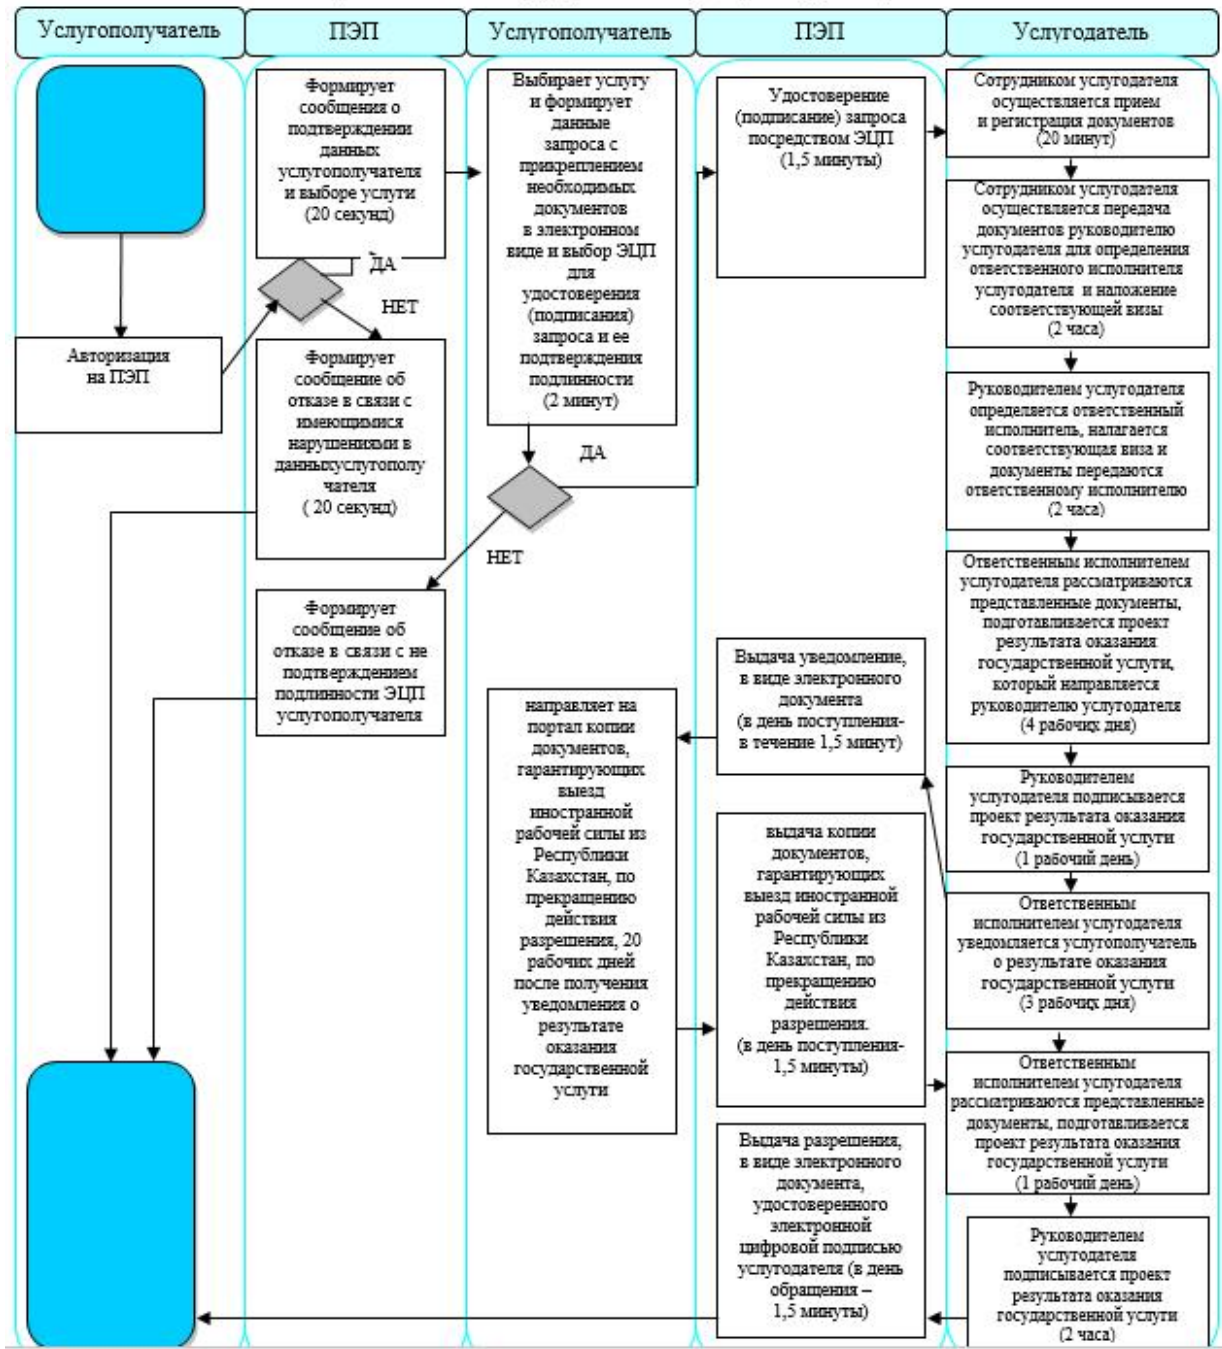 Услугополучатель
ПЭП
Услугополучатель
ПЭП
Услугодатель
Авторизация
на ПЭП
Формирует
сообщения о
подтверждении
данных
услугополучателя
и выборе услуги
(20 секунд)
ДА
НЕТ
Формирует
сообщение об
отказе в связи с
имеющимися
нарушениями в
данныхуслугополу
чателя
( 20 секунд)
Формирует
сообщение об
отказе в связи с не
подтверждением
подлинности ЭЦП
услугополучателя
Выбирает услугу
и формирует
данные
запроса с
прикреплением
необходимых
документов
в электронном
виде и выбор ЭЦП
для
удостоверения
(подписания)
запроса и ее
подтверждения
подлинности
(2 минут)
ДА
НЕТ
направляет на
портал копии
документов,
гарантирующих
выезд
иностранной
рабочей силы из
Республики
Казахстан, по
прекращению
действия
разрешения, 20
рабочих дней
после получения
уведомления о
результате
оказания
государственной
услуги
Удостоверение
(подписание) запроса
посредством ЭЦП
(1,5 минуты)
Выдача уведомление,
в виде электронного
документа
(в день поступления-
в течение 1,5 минут)
выдача копии
документов,
гарантирующих
выезд иностранной
рабочей силы из
Республики
Казахстан, по
прекращению
действия
разрешения.
(в день поступления-
1,5 минуты)
Выдача разрешения,
в виде электронного
документа,
удостоверенного
электронной
цифровой подписью
услугодателя (в день
обращения –
1,5 минуты)
Сотрудником услугодателя
осуществляется прием
и регистрация документов
(20 минут)
Сотрудником услугодателя
осуществляется передача
документов руководителю
услугодателя для определения
ответственного исполнителя
услугодателя и наложение
соответствующей визы
(2 часа)
Руководителем услугодателя
определяется ответственный
исполнитель, налагается
соответствующая виза и
документы передаются
ответственному исполнителю
(2 часа)
Ответственным исполнителем
услугодателя рассматриваются
представленные документы,
подготавливается проект
результата оказания
государственной услуги,
который направляется
руководителю услугодателя
(4 рабочих дня)
Руководителем
услугодателя подписывается
проект результата оказания
государственной услуги
(1 рабочий день)
Ответственным
исполнителем услугодателя
уведомляется услугополучатель
о результате оказания
государственной услуги
(3 рабочих дня)
Ответственным
исполнителем услугодателя
рассматриваются представленные
документы, подготавливается
проект результата оказания
государственной услуги
(1 рабочий день)
Руководителем
услугодателя
подписывается проект
результата оказания
государственной услуги
(2 часа)